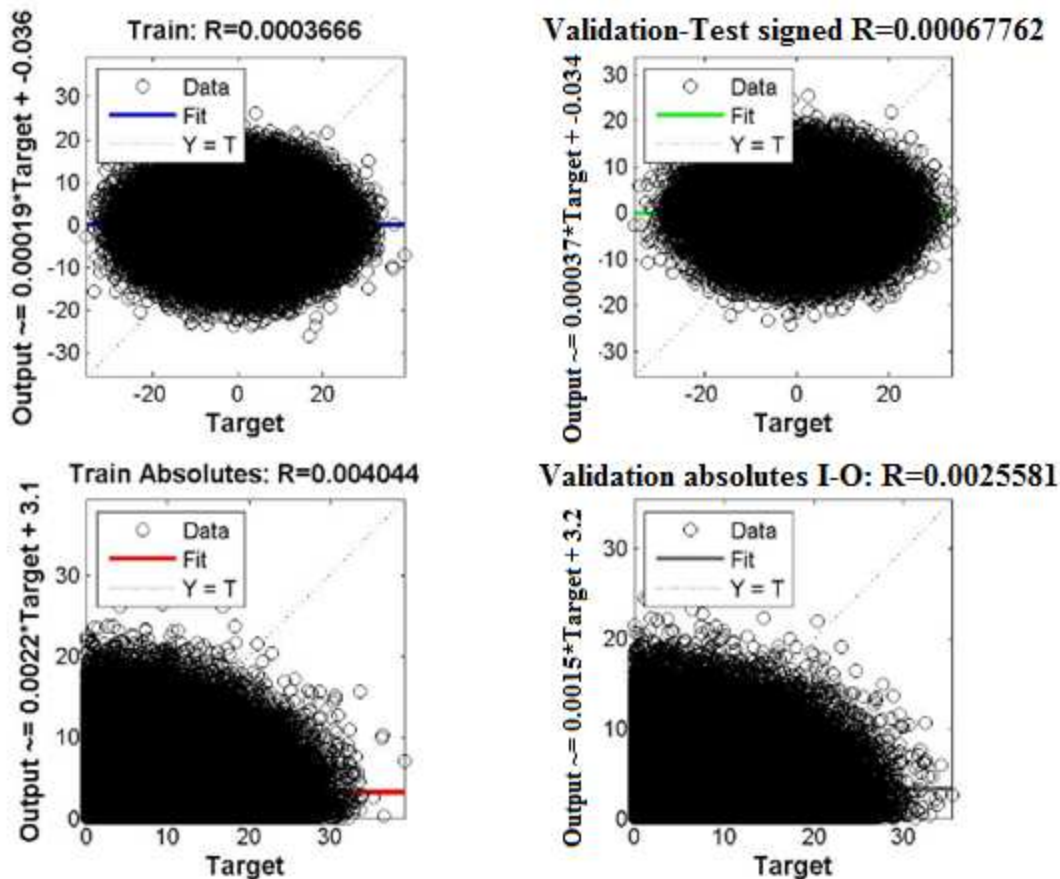 Train: R=0.0003666
Output ~= 0.00019*Target + -0.036
Data
Fit
Y = T
30
20
10
0
-10
-20
-30
-20
0
20
Target
Validation-Test signed R=0.00067762
Output ~= 0.00037*Target + -0.034
Data
Fit
Y = T
30
20
10
0
-10
-20
-30
-20
0
20
Target
Train Absolutes: R=0.004044
Output ~= 0.0022*Target + 3.1
Data
Fit
Y = T
30
20
10
0
0
10
20
30
Target
Validation absolutes I-O: R=0.0025581
Output ~= 0.0015*Target + 3.2
Data
Fit
Y = T
30
20
10
0
0
10
20
30
Target